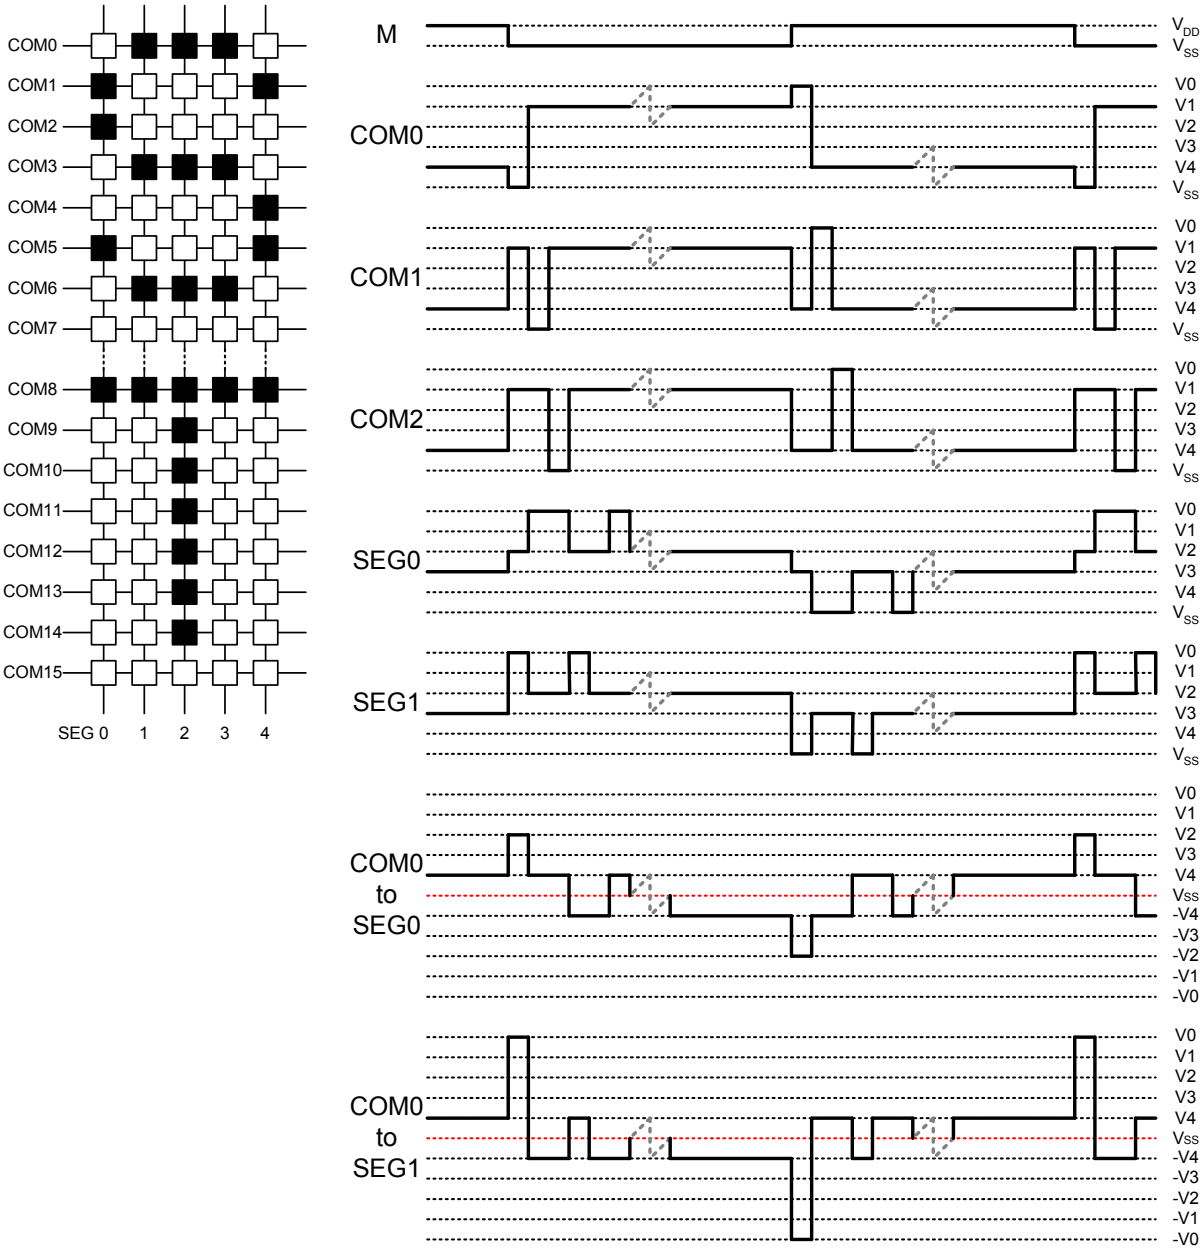 COM0
COM1
COM2
COM3
COM4
COM5
COM6
COM7
COM8
COM9
COM10
COM11
COM12
COM13
COM14
COM15
SEG 0 1 2 3 4
M
VDD
VSS
COM0
V0
V1
V2
V3
V4
VSS
COM1
V0
V1
V2
V3
V4
VSS
COM2
V0
V1
V2
V3
V4
VSS
SEG0
V0
V1
V2
V3
V4
VSS
SEG1
V0
V1
V2
V3
V4
VSS
COM0
to
SEG0
V0
V1
V2
V3
V4
VSS
-V4
-V3
-V2
-V1
-V0
COM0
to
SEG1
V0
V1
V2
V3
V4
VSS
-V4
-V3
-V2
-V1
-V0